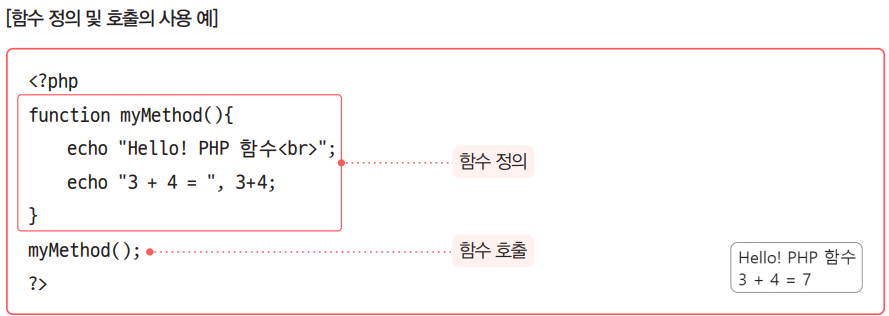 [함수 정의 및 호출의 사용 예]
<?php
function myMethod(){
echo "Hello! PHP 함수<br>";
함수 정의
echo "3 + 4 = ", 3+4;
}
myMethod();
함수 호출
?>
Hello! PHP 함수
3 + 4 = 7